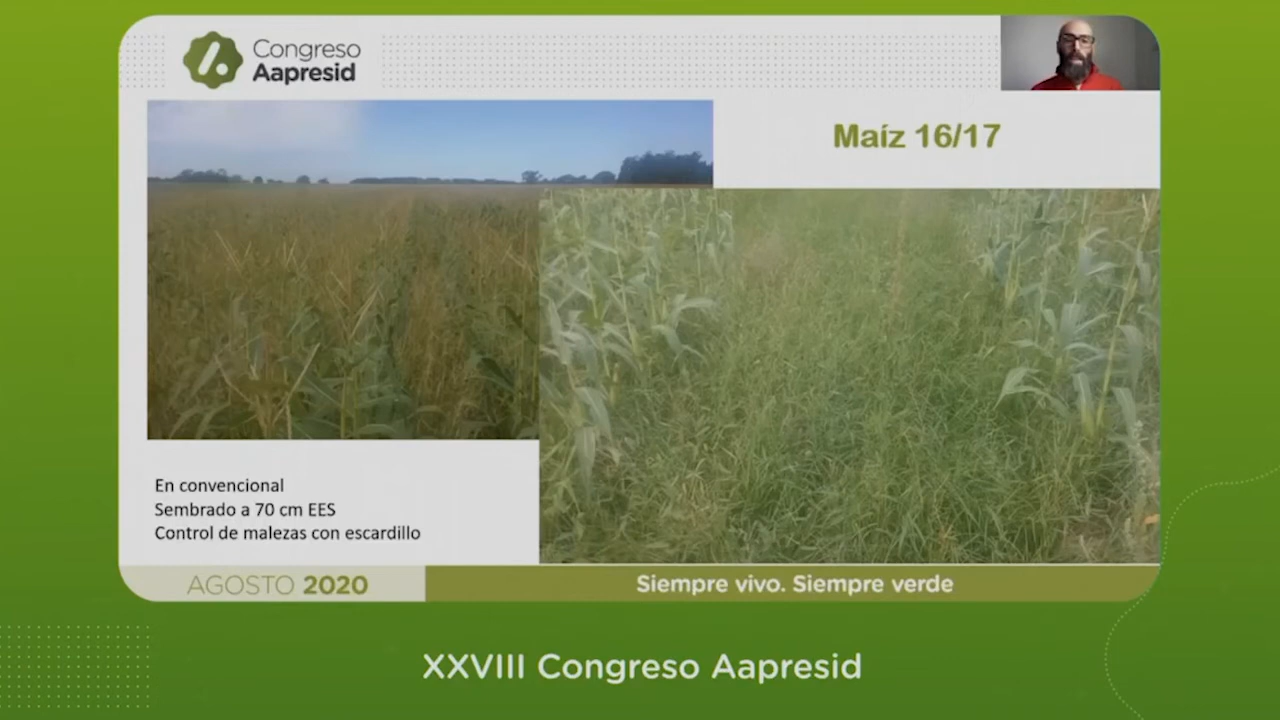 Congreso
Aapresid
Maíz 16/17
En convencional
Sembrado a 70 cm EES
Control de malezas con escardillo
AGOSTO 2020
Siempre vivo. Siempre verde
XXVIII Congreso Aapresid